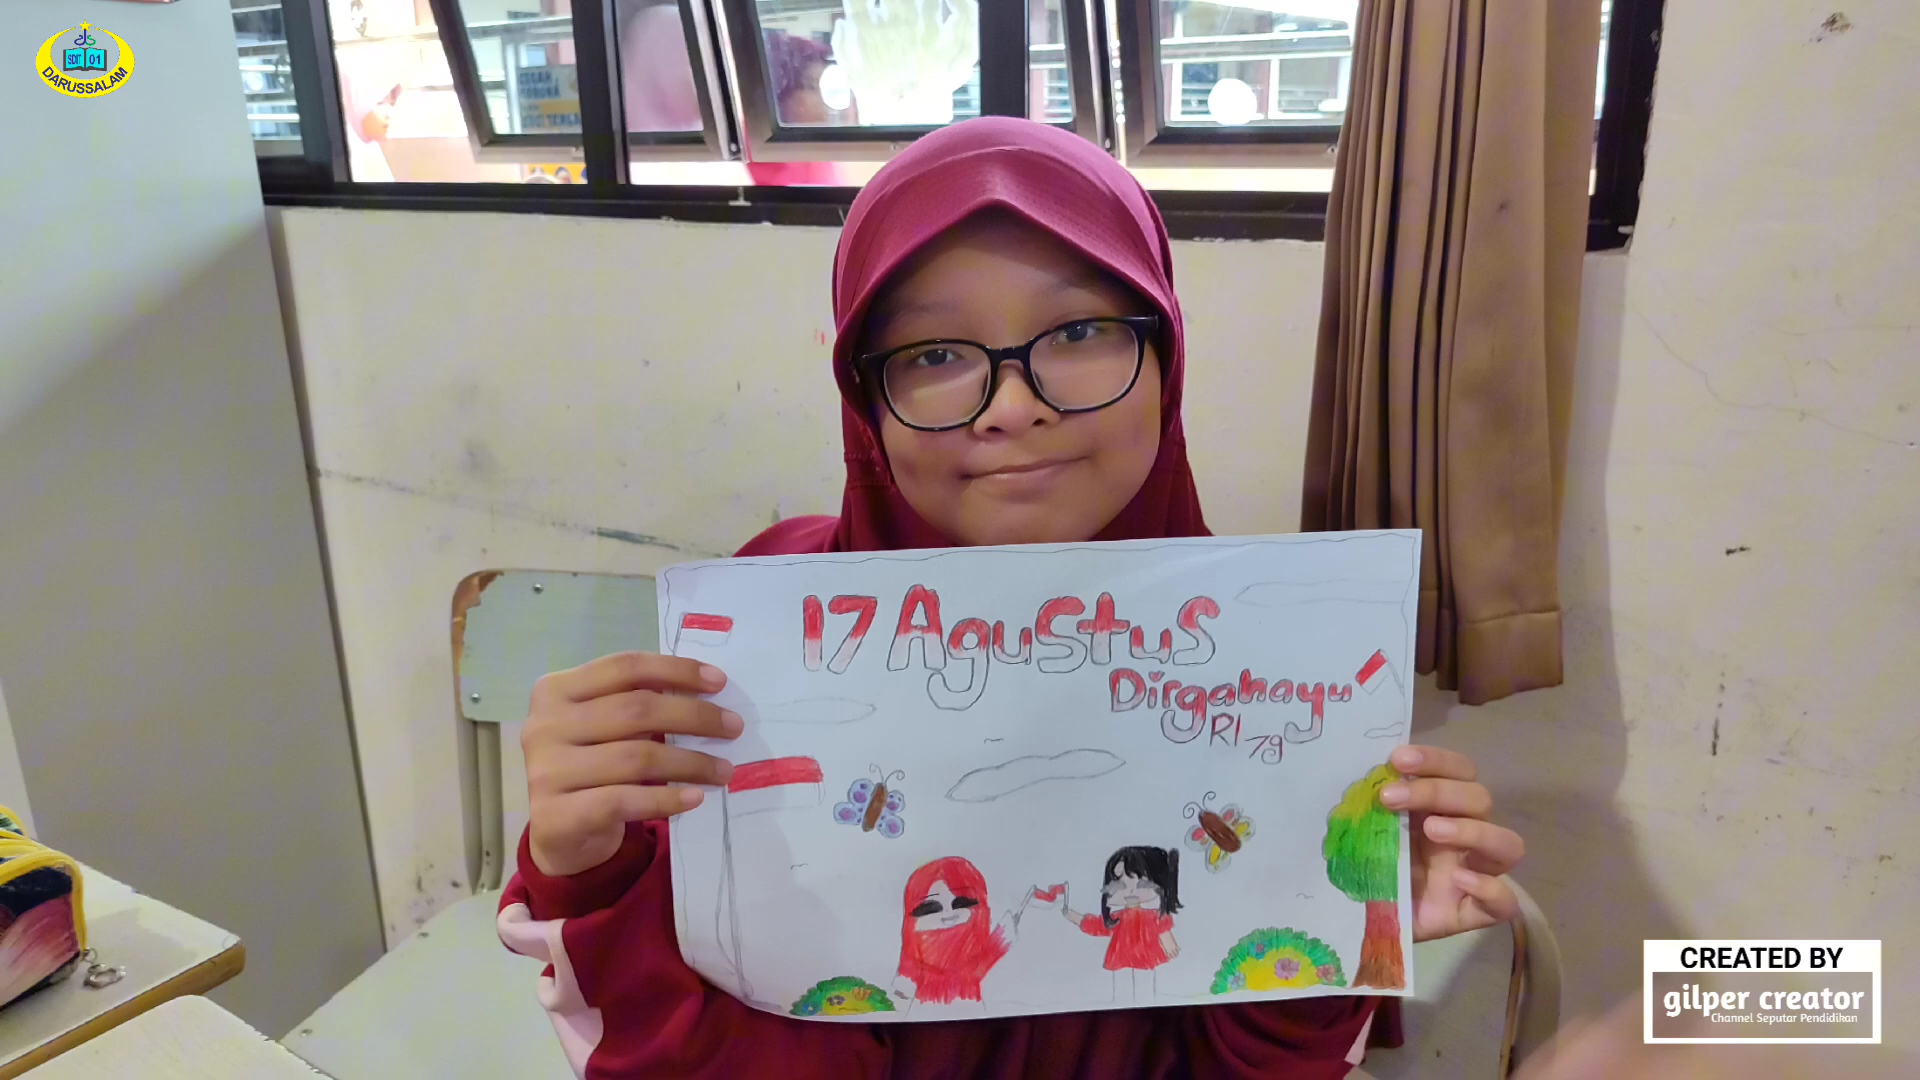 SDIT 01
DARUSSALAM
17 Agustus
Dirgahayu
RI 79
CREATED BY
gilper creator
Channel Seputar Pendidikan